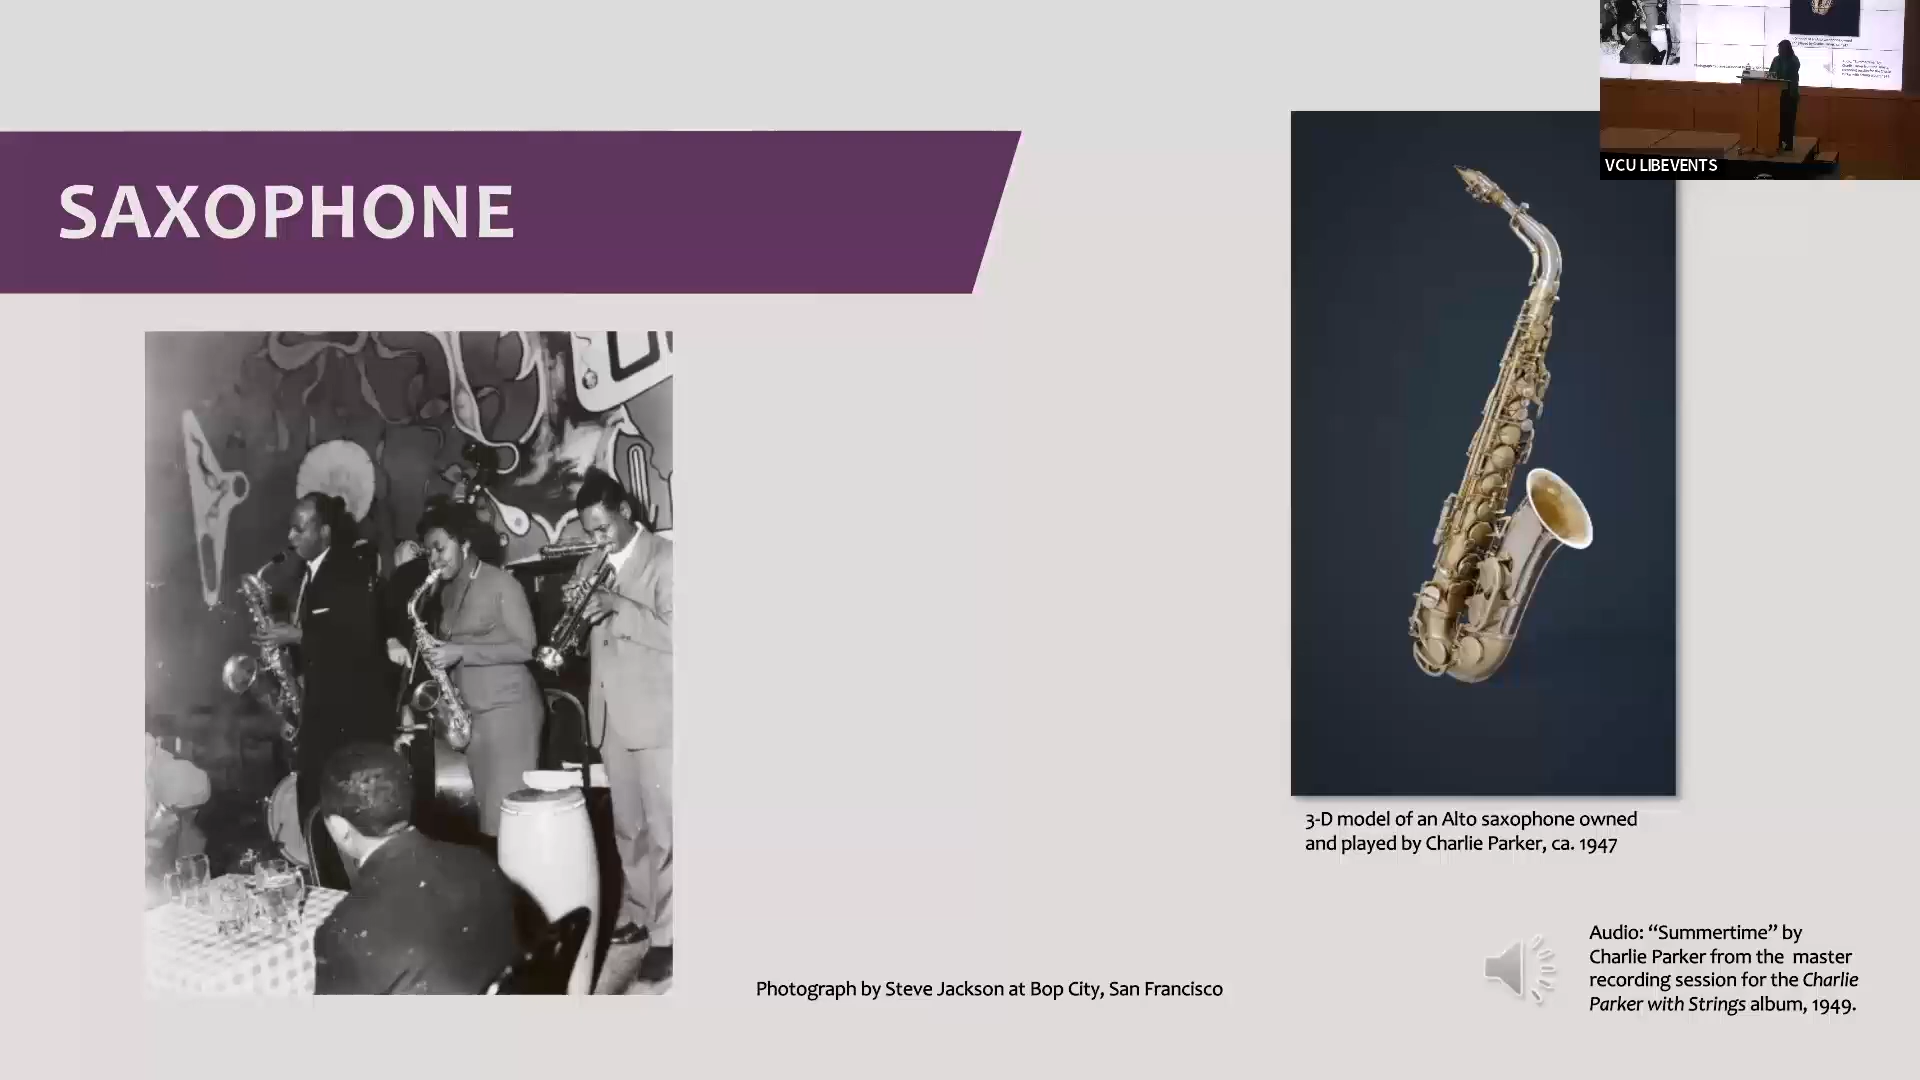 SAXOPHONE
VCU LIBEVENTS
3-D model of an Alto saxophone owned
and played by Charlie Parker, ca. 1947
Photograph by Steve Jackson at Bop City, San Francisco
Audio: “Summertime” by
Charlie Parker from the master
recording session for the Charlie
Parker with Strings album, 1949.